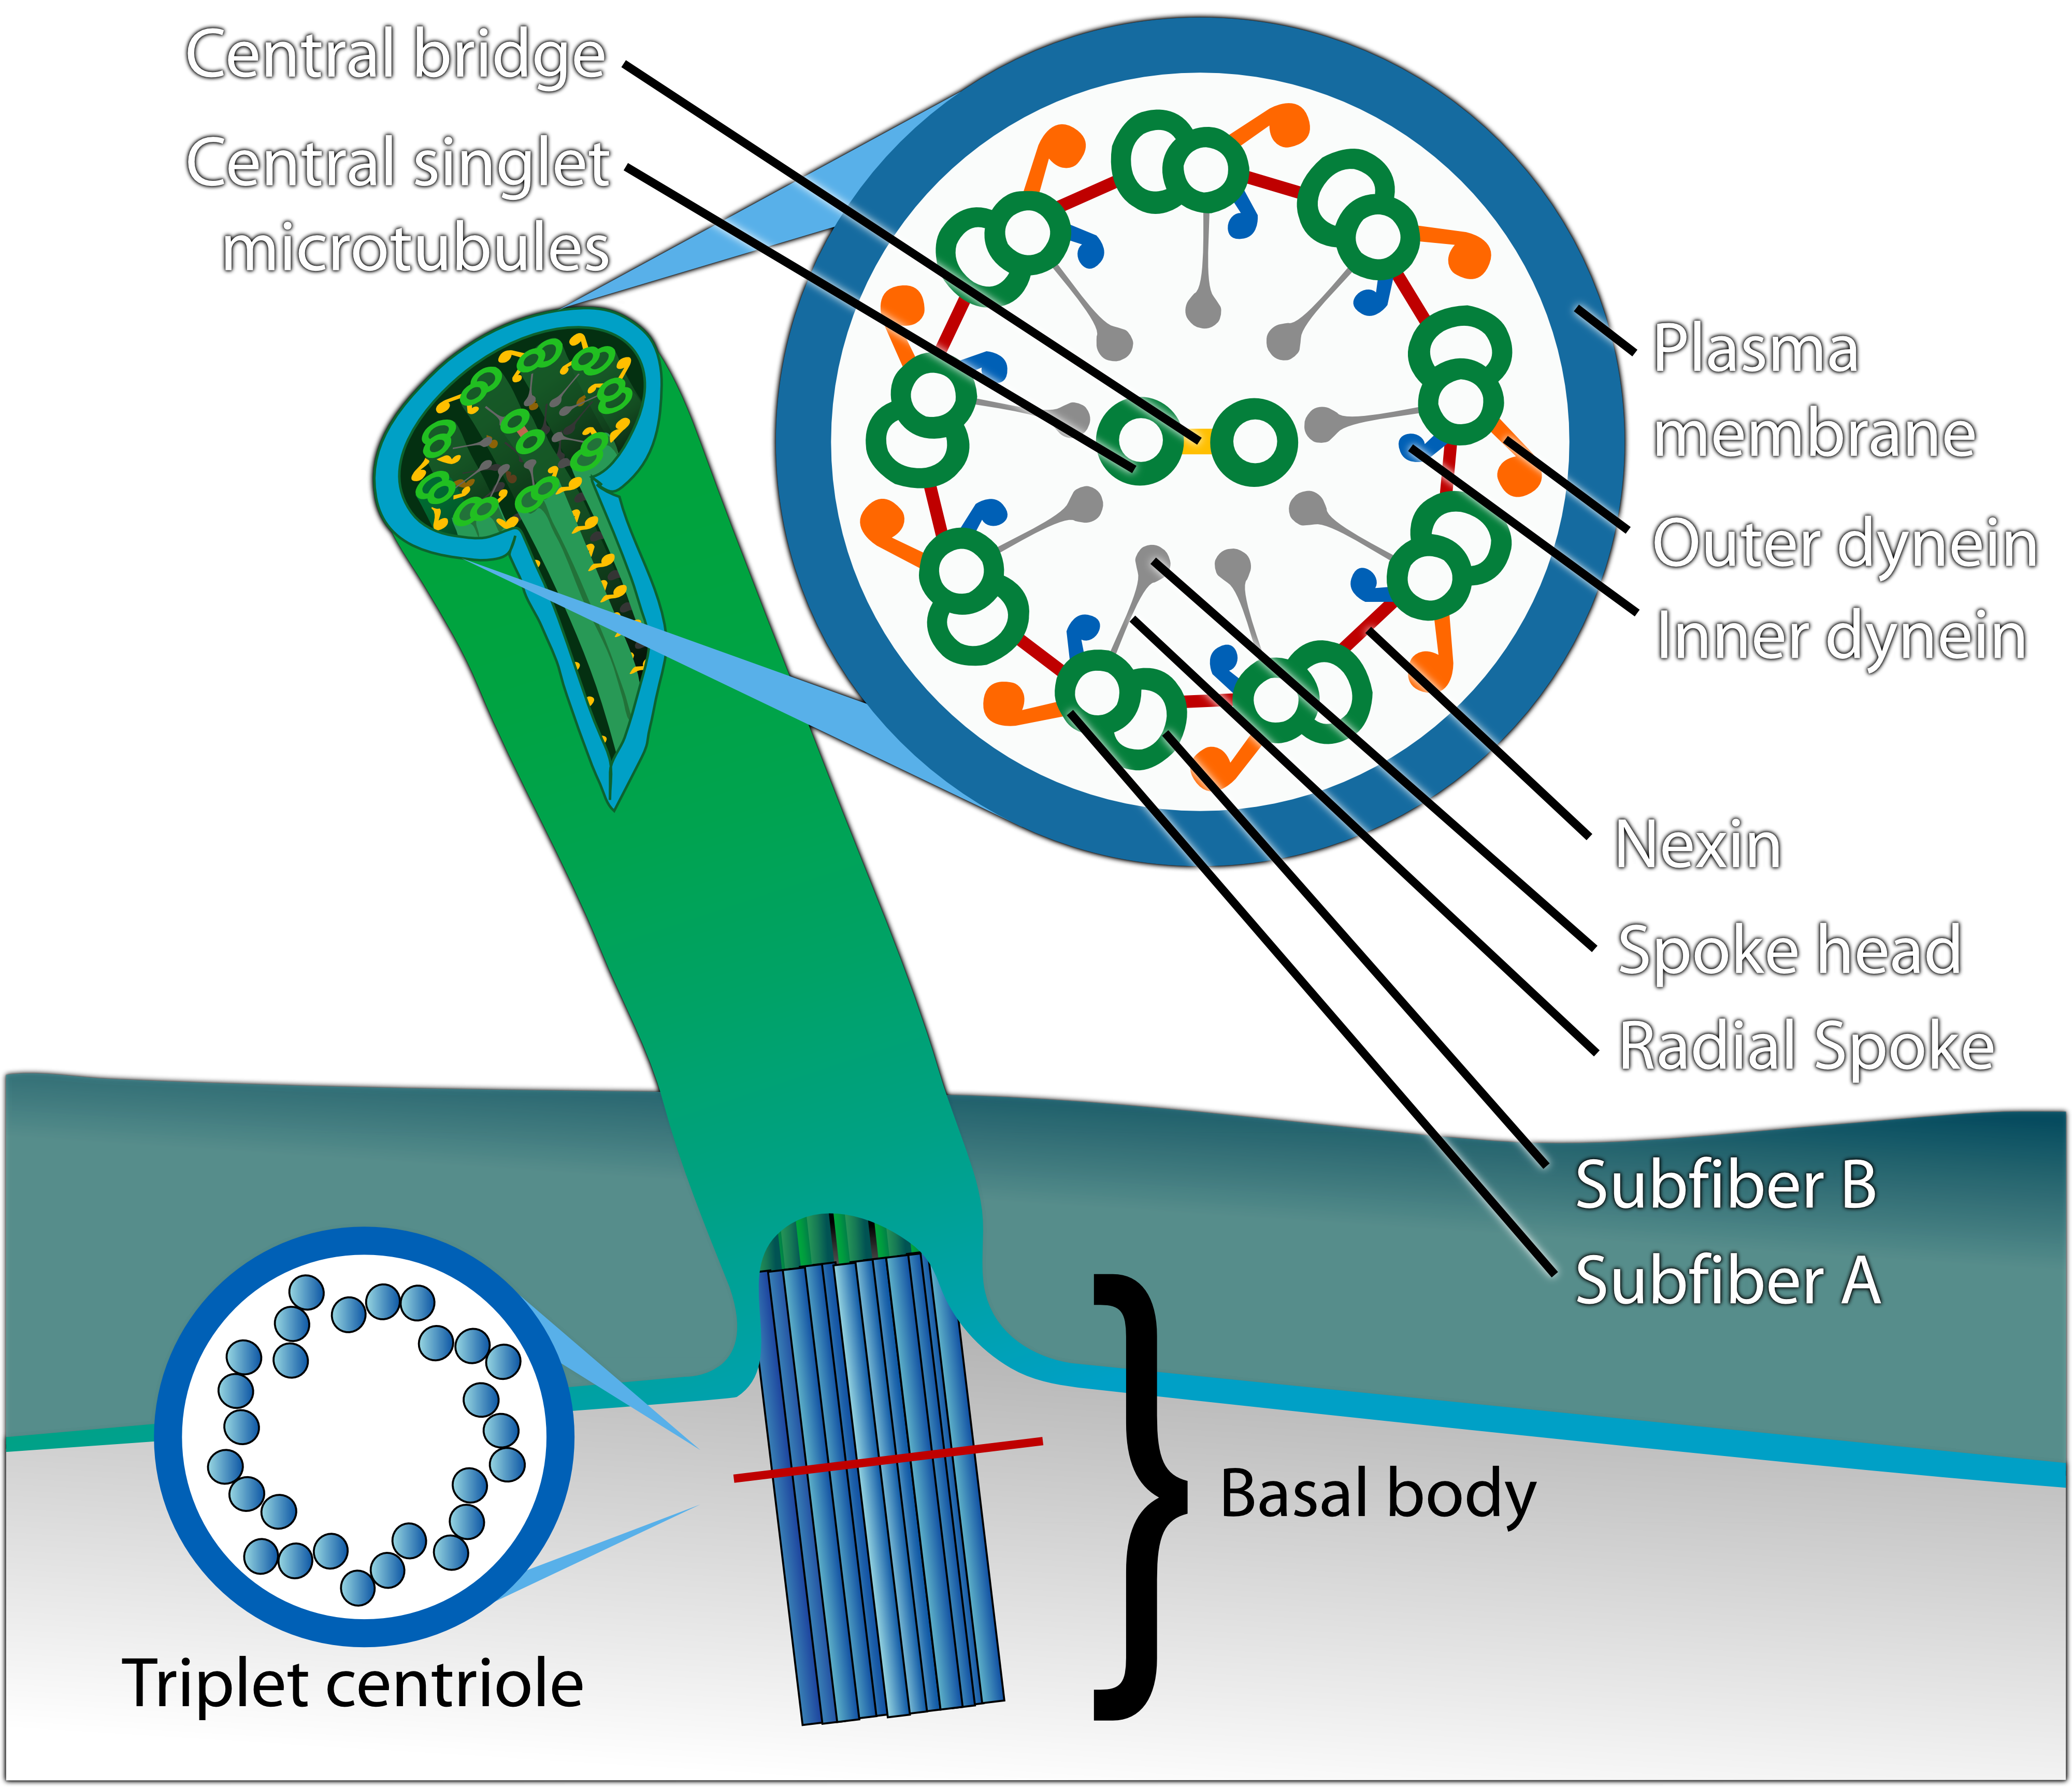 Central bridge
Central singlet
microtubules
Plasma
membrane
Outer dynein
Inner dynein
Nexin
Spoke head
Radial Spoke
Subfiber B
Subfiber A
Basal body
Triplet centriole